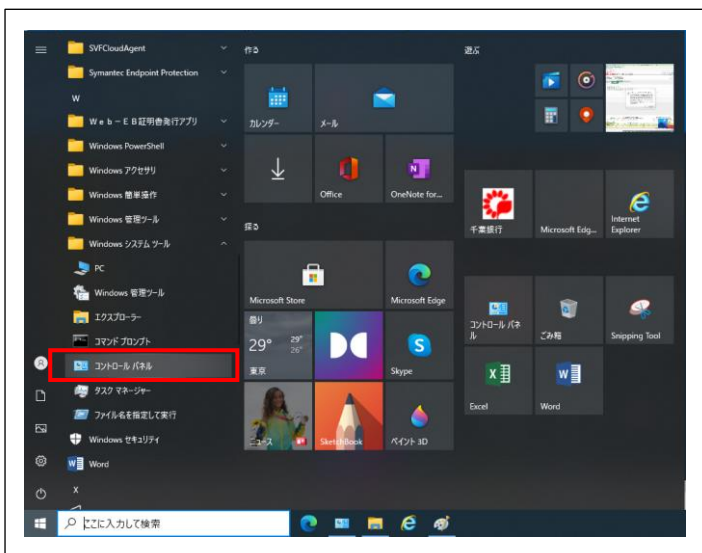 SVFCloudAgent
Symantec Endpoint Protection
W
Ｗｅｂ－ＥＢ証明書発行アプリ
Windows PowerShell
Windows アクセサリ
Windows 簡単操作
Windows 管理ツール
Windows システム ツール
PC
Windows 管理ツール
エクスプローラー
コマンド プロンプト
コントロール パネル
タスク マネージャー
ファイル名を指定して実行
Windows セキュリティ
Word
X
作る
カレンダー
メール
Office
OneNote for...
探る
Microsoft Store
Microsoft Edge
曇り
29°
29°
26°
東京
Skype
ニュース
SketchBook
ペイント 3D
遊ぶ
千葉銀行
Microsoft Edg...
Internet
Explorer
コントロール パネ
ル
ごみ箱
Snipping Tool
Excel
Word
ここに入力して検索